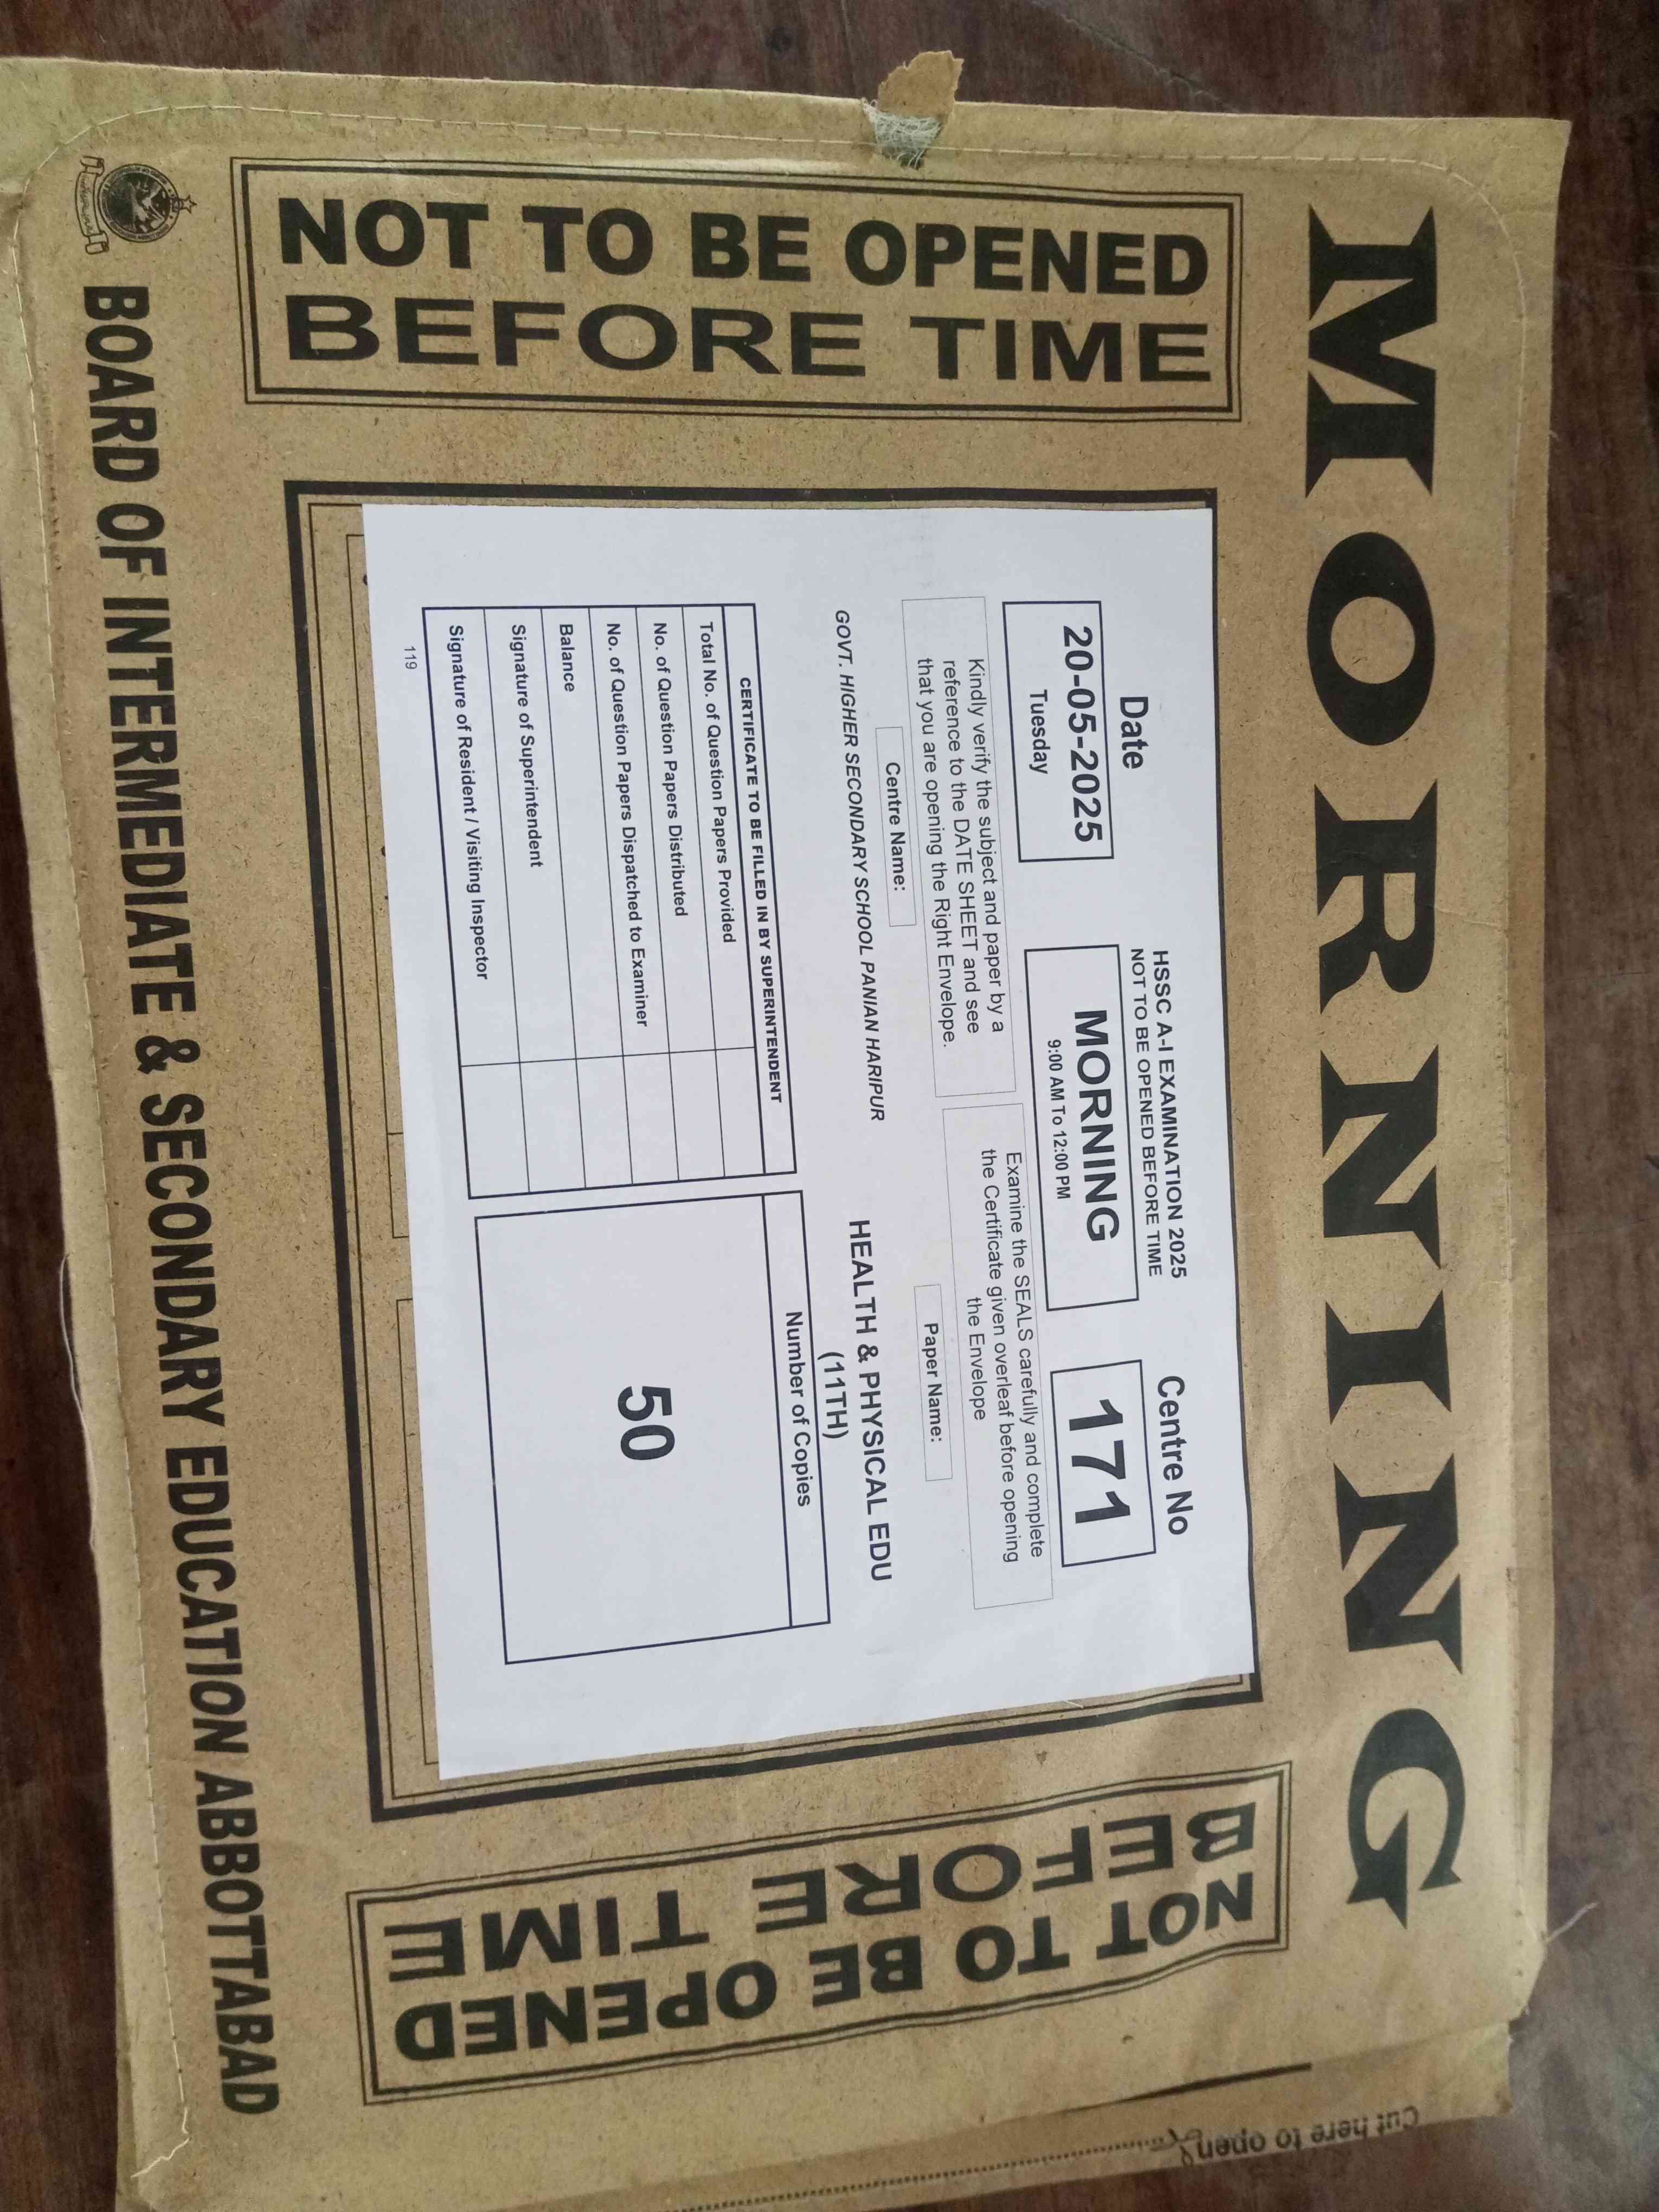 MORNING
NOT TO BE OPENED
BEFORE TIME
Date
20-05-2025
Tuesday
HSSC A-I EXAMINATION 2025
NOT TO BE OPENED BEFORE TIME
MORNING
9:00 AM To 12:00 PM
Centre No
171
Kindly verify the subject and paper by a
reference to the DATE SHEET and see
that you are opening the Right Envelope.
Examine the SEALS carefully and complete
the Certificate given overleaf before opening
the Envelope
Centre Name:
GOVT. HIGHER SECONDARY SCHOOL PANIAN HARIPUR
Paper Name:
HEALTH & PHYSICAL EDU
(11TH)
CERTIFICATE TO BE FILLED IN BY SUPERINTENDENT
Total No. of Question Papers Provided
No. of Question Papers Distributed
No. of Question Papers Dispatched to Examiner
Balance
Signature of Superintendent
Signature of Resident / Visiting Inspector
Number of Copies
50
119
NOT TO BE OPENED
BEFORE TIME
Cut here to open
BOARD OF INTERMEDIATE & SECONDARY EDUCATION ABBOTTABAD